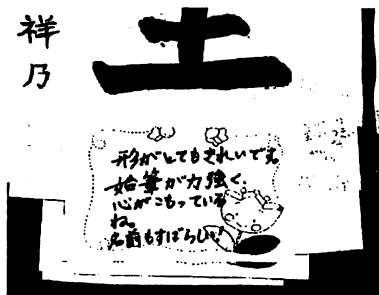 土
祥乃
形がとてもきれいです。
始筆が力強く、
心がこもっている
ね。
名前もすばらしい!